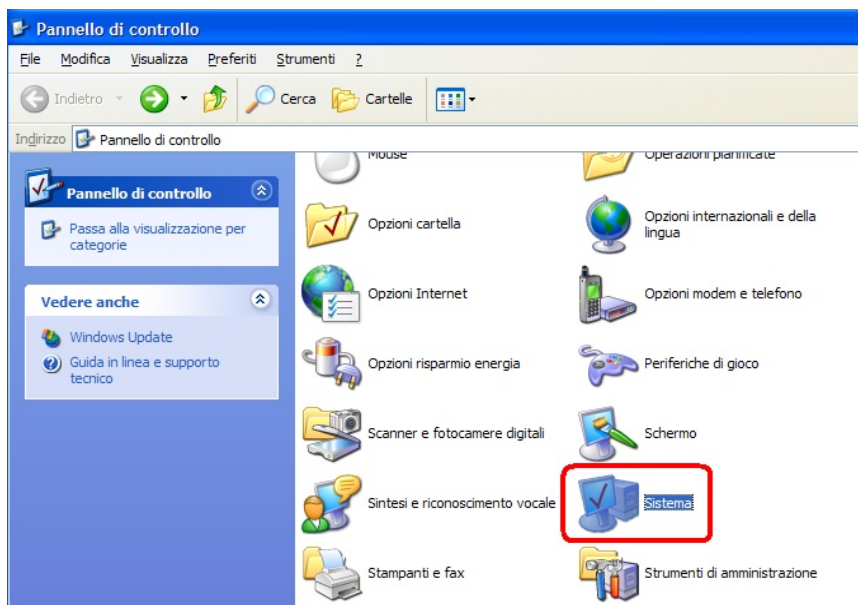 Pannello di controllo
File Modifica Visualizza Preferiti Strumenti ?
Indietro Cerca Cartelle
Indirizzo Pannello di controllo
Pannello di controllo
Passa alla visualizzazione per
categorie
Vedere anche
Windows Update
Guida in linea e supporto
tecnico
Mouse
Operazioni pianificate
Opzioni cartella
Opzioni internazionali e della
lingua
Opzioni Internet
Opzioni modem e telefono
Opzioni risparmio energia
Periferiche di gioco
Scanner e fotocamere digitali
Schermo
Sintesi e riconoscimento vocale
Sistema
Stampanti e fax
Strumenti di amministrazione